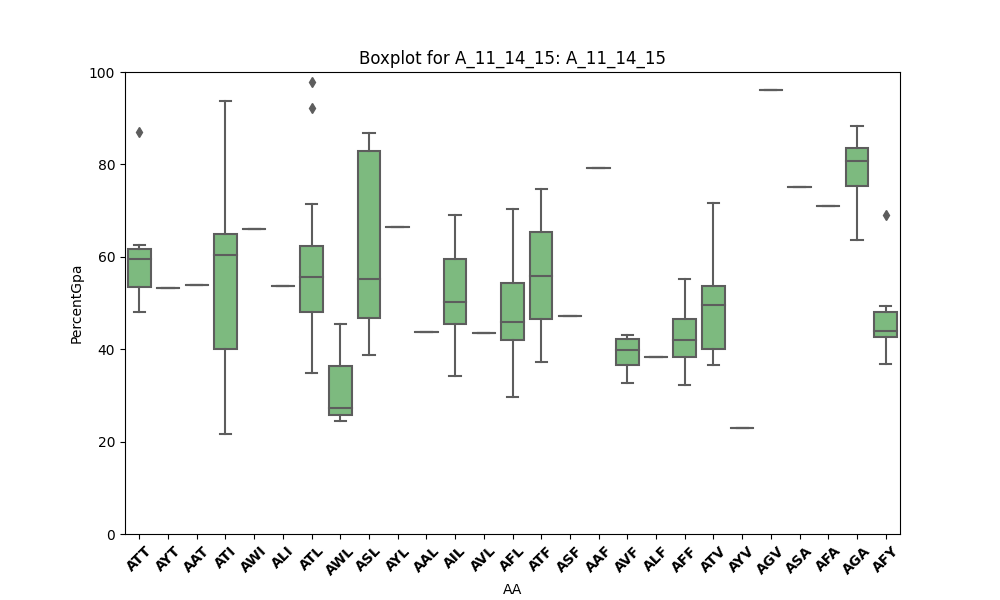 Boxplot for A_11_14_15: A_11_14_15
100
80
60
40
20
0
PercentGpa
ATT AYT AAT ATI AWI ALI ATL AWL ASL AYL AAL AIL AVL AFL ATF ASF AAF AVF ALF AFF ATV AYV AGV ASA AFA AGA AFY
AA